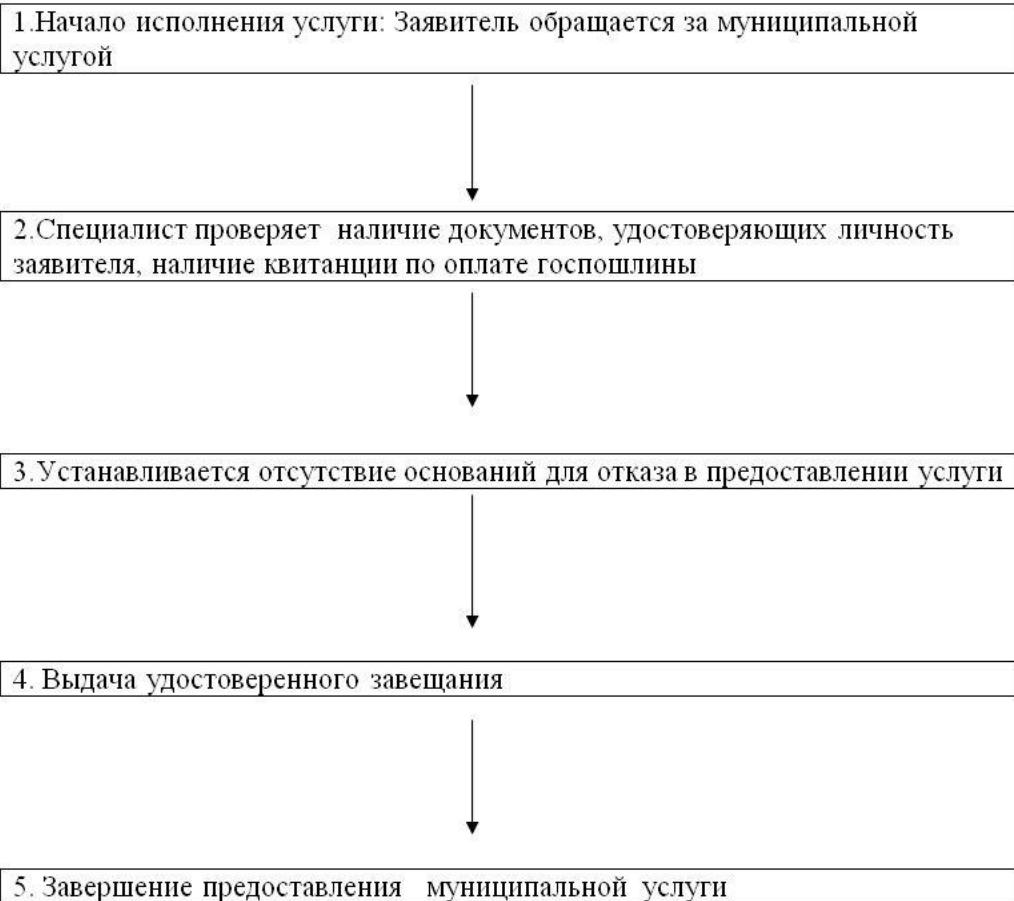 1.Начало исполнения услуги: Заявитель обращается за муниципальной
услугой
2.Специалист проверяет наличие документов, удостоверяющих личность
заявителя, наличие квитанции по оплате госпошлины
3.Устанавливается отсутствие оснований для отказа в предоставлении услуги
4. Выдача удостоверенного завещания
5. Завершение предоставления муниципальной услуги